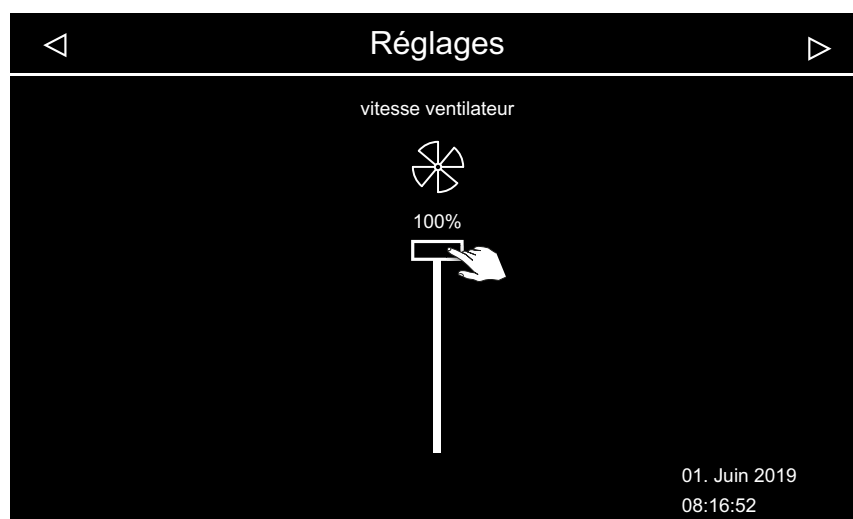 Réglages
vitesse ventilateur
100%
01. Juin 2019
08:16:52